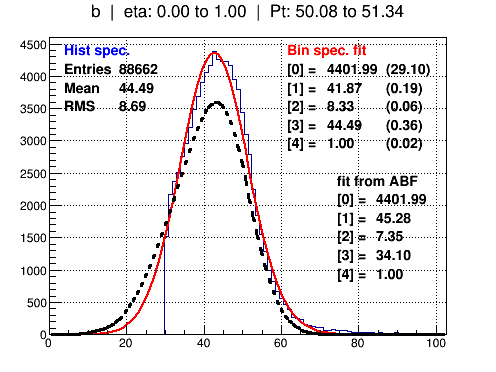 b | eta: 0.00 to 1.00 | Pt: 50.08 to 51.34
Hist spec.
Entries 88662
Mean 44.49
RMS 8.69
Bin spec. fit
[0] = 4401.99 (29.10)
[1] = 41.87 (0.19)
[2] = 8.33 (0.06)
[3] = 44.49 (0.36)
[4] = 1.00 (0.02)
fit from ABF
[0] = 4401.99
[1] = 45.28
[2] = 7.35
[3] = 34.10
[4] = 1.00
4500
4000
3500
3000
2500
2000
1500
1000
500
0
0 20 40 60 80 100